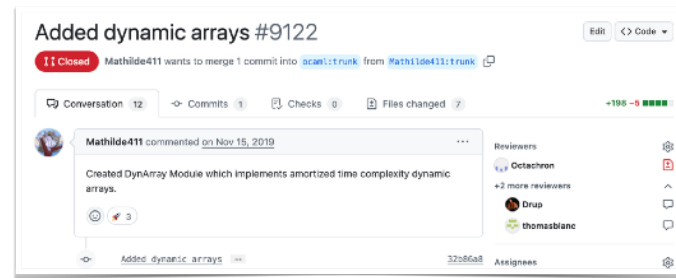 Added dynamic arrays #9122
Edit
<> Code
Closed
Mathilde411 wants to merge 1 commit into ocaml:trunk from Mathilde411:trunk
Conversation 12
Commits 1
Checks 0
Files changed 7
+198 −5
Mathilde411 commented on Nov 15, 2019
...
Created DynArray Module which implements amortized time complexity dynamic
arrays.
🚀 3
Added dynamic arrays ...
32b86a8
Reviewers
Octachron
+2 more reviewers
Drup
thomasblanc
Assignees